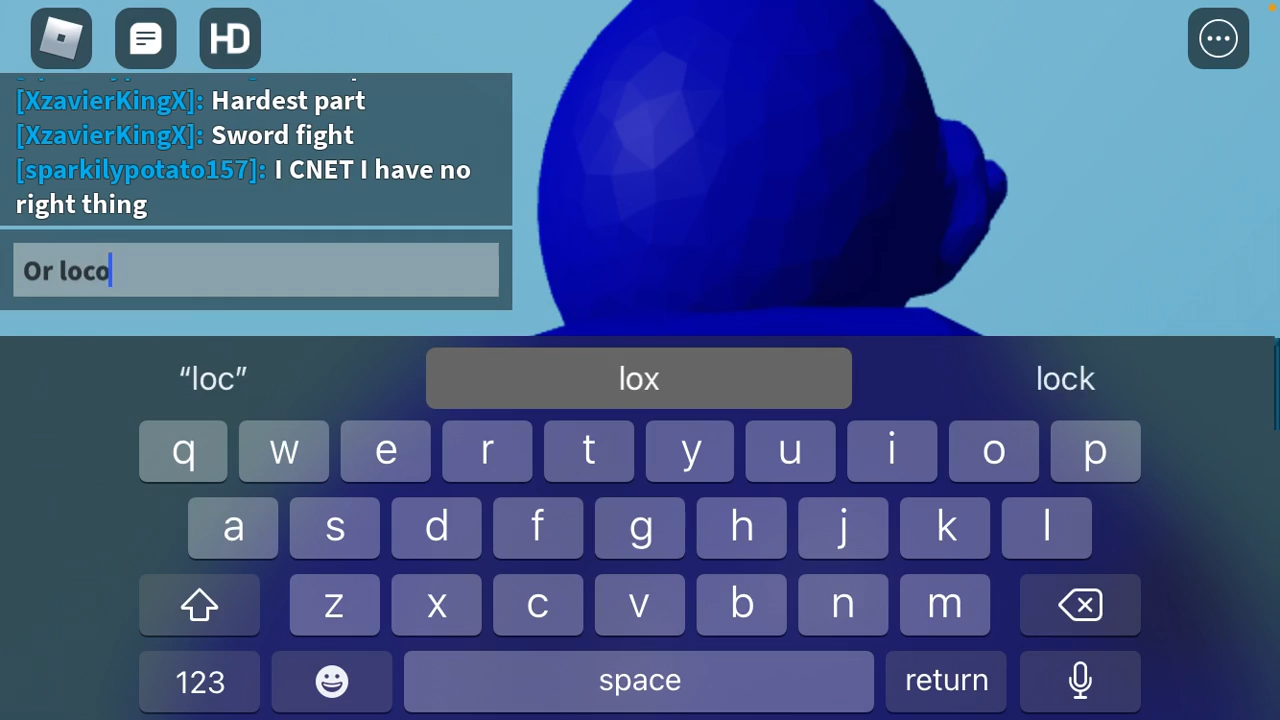 HD
[XzavierKingX]: Hardest part
[XzavierKingX]: Sword fight
[sparkilypotato157]: I CNET I have no
right thing
Or loco
“loc” lox lock
q w e r t y u i o p
a s d f g h j k l
z x c v b n m
123 space return